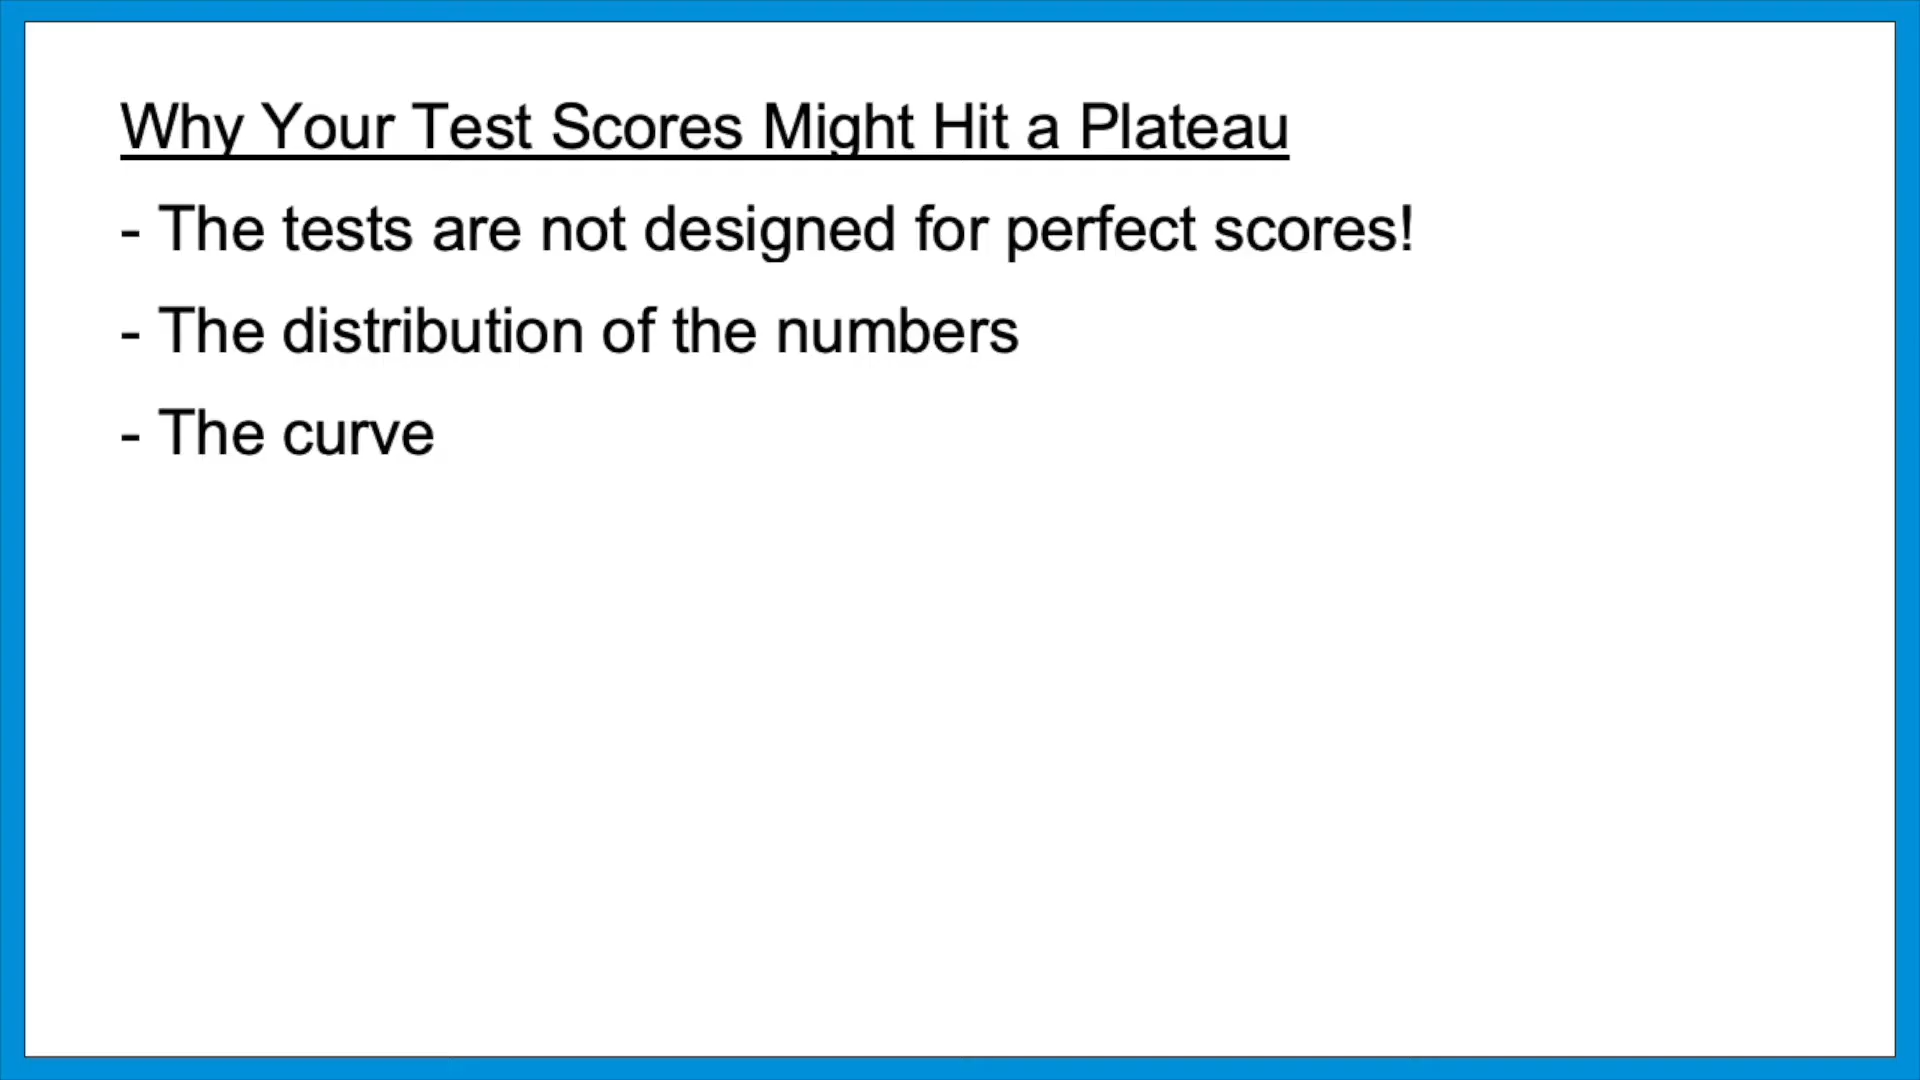 Why Your Test Scores Might Hit a Plateau
- The tests are not designed for perfect scores!
- The distribution of the numbers
- The curve